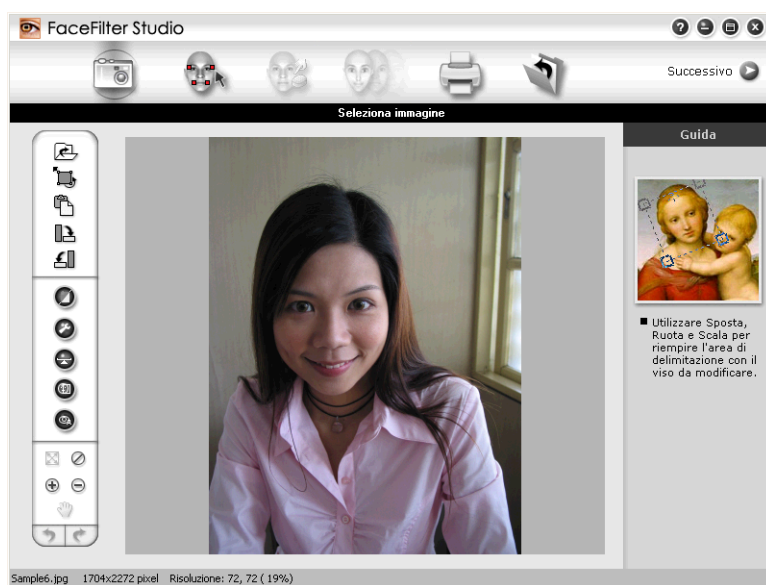 FaceFilter Studio
Successivo
Seleziona immagine
Guida
Utilizzare Sposta,
Ruota e Scala per
riempire l'area di
delimitazione con il
viso da modificare.
Sample6.jpg 1704x2272 pixel Risoluzione: 72, 72 ( 19%)